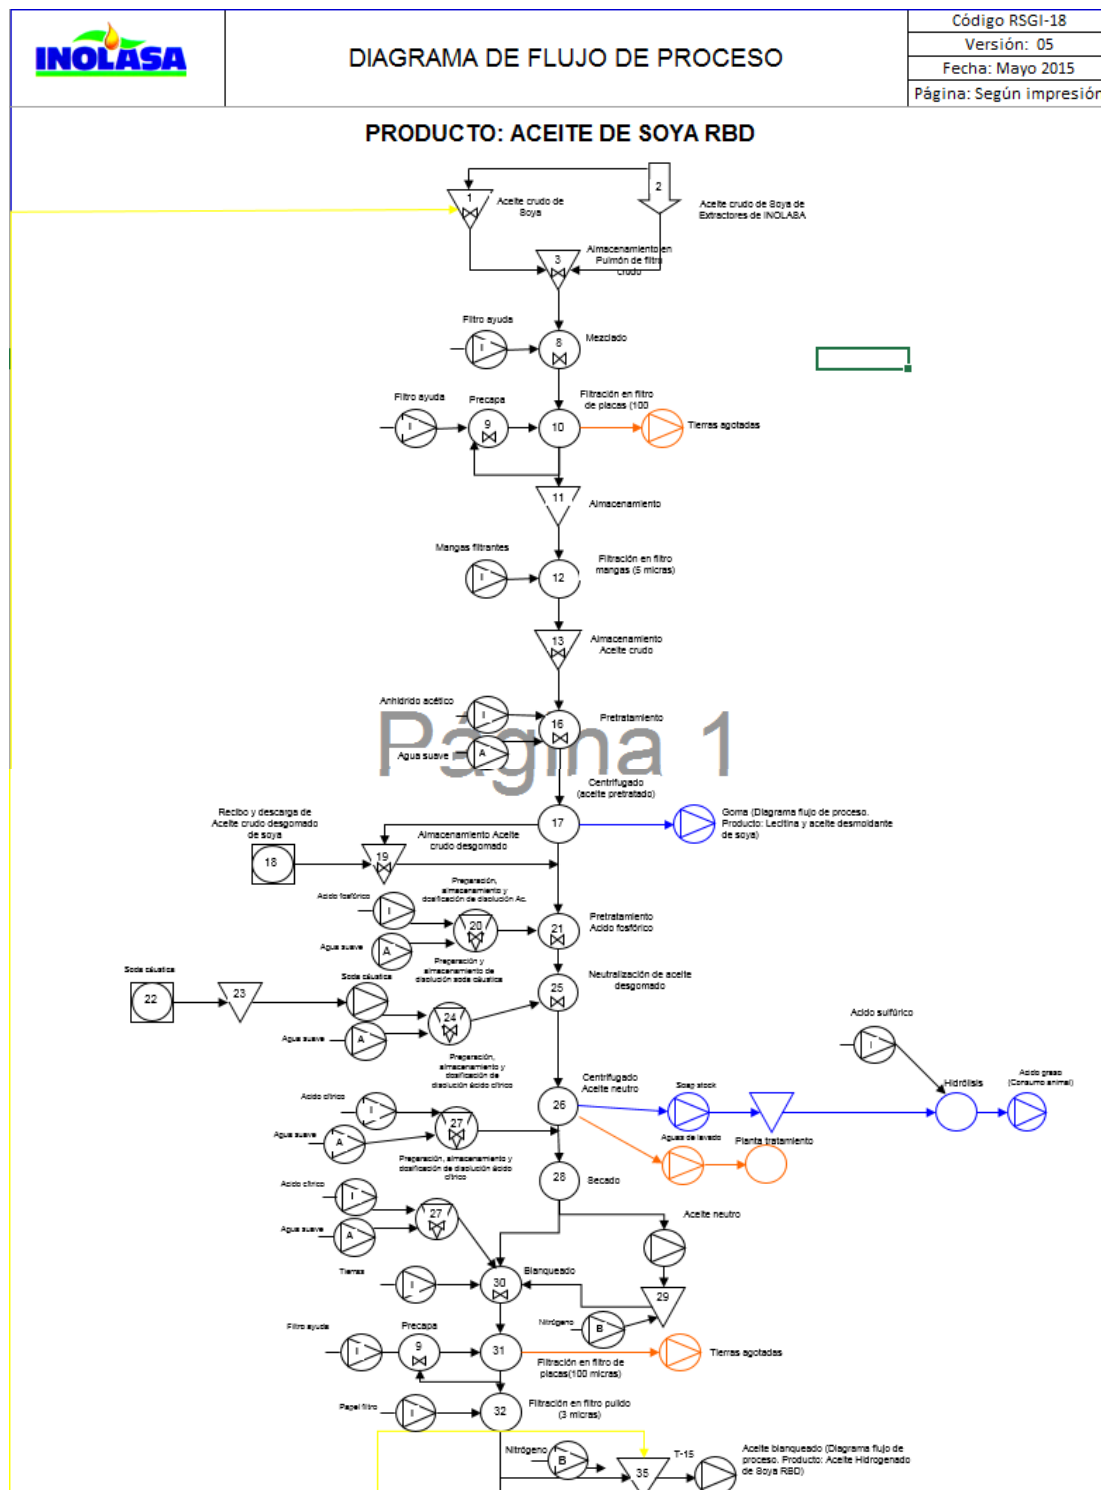 INOLASA
DIAGRAMA DE FLUJO DE PROCESO
Código RSGI-18
Versión: 05
Fecha: Mayo 2015
Página: Según impresión
PRODUCTO: ACEITE DE SOYA RBD
1
Aceite crudo de
Soya
2
Aceite crudo de Soya de
Extractores de INOLASA
3
Almacenamiento en
Pulmón de filtro
crudo
Filtro ayuda
I
8
Mezclado
Filtro ayuda
I
Precapa
9
10
Filtración en filtro
de placas (100
Tierras agotadas
11
Almacenamiento
Mangas filtrantes
I
12
Filtración en filtro
mangas (5 micras)
13
Almacenamiento
Aceite crudo
Anhídrido acético
I
16
Pretratamiento
Agua suave
A
Página 1
Centrifugado
(aceite pretratado)
17
Goma (Diagrama flujo de proceso.
Producto: Lecitina y aceite desmoldante
de soya)
Recibo y descarga de
Aceite crudo desgomado
de soya
18
Almacenamiento Aceite
crudo desgomado
19
Preparación,
almacenamiento y
dosificación de disolución Ac.
Acido fosfórico
I
20
Agua suave
A
21
Pretratamiento
Acido fosfórico
Preparación y
almacenamiento de
disolución soda cáustica
Soda cáustica
22
23
Soda cáustica
Agua suave
A
24
25
Neutralización de aceite
desgomado
Preparación,
almacenamiento y
dosificación de
disolución ácido cítrico
Acido sulfúrico
I
Centrifugado
Aceite neutro
26
Soap stock
Hidrólisis
Acido graso
(Consumo animal)
Acido cítrico
I
Agua suave
A
27
Aguas de lavado
Planta tratamiento
Preparación, almacenamiento y
dosificación de disolución ácido
cítrico
28
Secado
Acido cítrico
I
Agua suave
A
27
Aceite neutro
Tierras
I
30
Blanqueado
29
Nitrógeno
B
Filtro ayuda
I
Precapa
9
31
Filtración en filtro de
placas(100 micras)
Tierras agotadas
Papel filtro
I
32
Filtración en filtro pulido
(3 micras)
Nitrógeno
B
T-15
35
Aceite blanqueado (Diagrama flujo de
proceso. Producto: Aceite Hidrogenado
de Soya RBD)